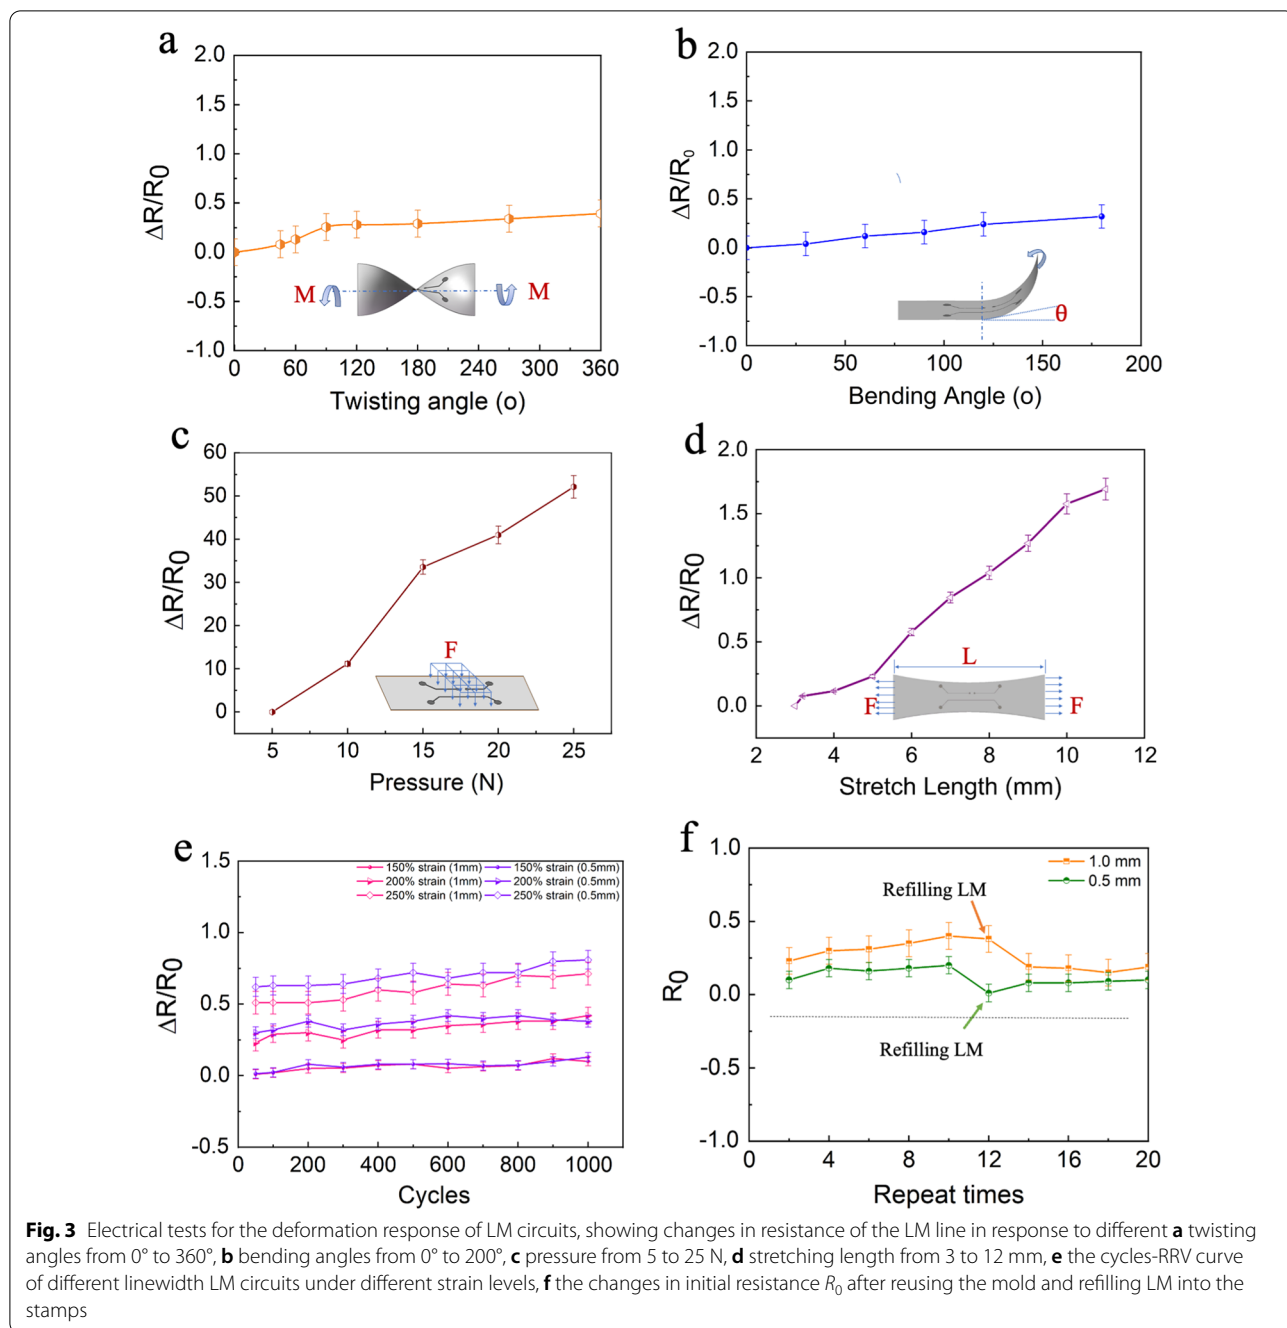 a
2.0
1.5
1.0
0.5
0.0
-0.5
-1.0
ΔR/R0
M
M
0
60
120
180
240
300
360
Twisting angle (o)
b
2.0
1.5
1.0
0.5
0.0
-0.5
-1.0
ΔR/R0
θ
0
50
100
150
200
Bending Angle (o)
c
60
50
40
30
20
10
0
ΔR/R0
F
5
10
15
20
25
Pressure (N)
d
2.0
1.5
1.0
0.5
0.0
ΔR/R0
L
F
F
2
4
6
8
10
12
Stretch Length (mm)
e
1.5
1.0
0.5
0.0
-0.5
ΔR/R0
150% strain (1mm)
150% strain (0.5mm)
200% strain (1mm)
200% strain (0.5mm)
250% strain (1mm)
250% strain (0.5mm)
0
200
400
600
800
1000
Cycles
f
1.0
0.5
0.0
-0.5
-1.0
R0
1.0 mm
0.5 mm
Refilling LM
Refilling LM
0
4
8
12
16
20
Repeat times
Fig. 3 Electrical tests for the deformation response of LM circuits, showing changes in resistance of the LM line in response to different a twisting
angles from 0° to 360°, b bending angles from 0° to 200°, c pressure from 5 to 25 N, d stretching length from 3 to 12 mm, e the cycles-RRV curve
of different linewidth LM circuits under different strain levels, f the changes in initial resistance R0 after reusing the mold and refilling LM into the
stamps